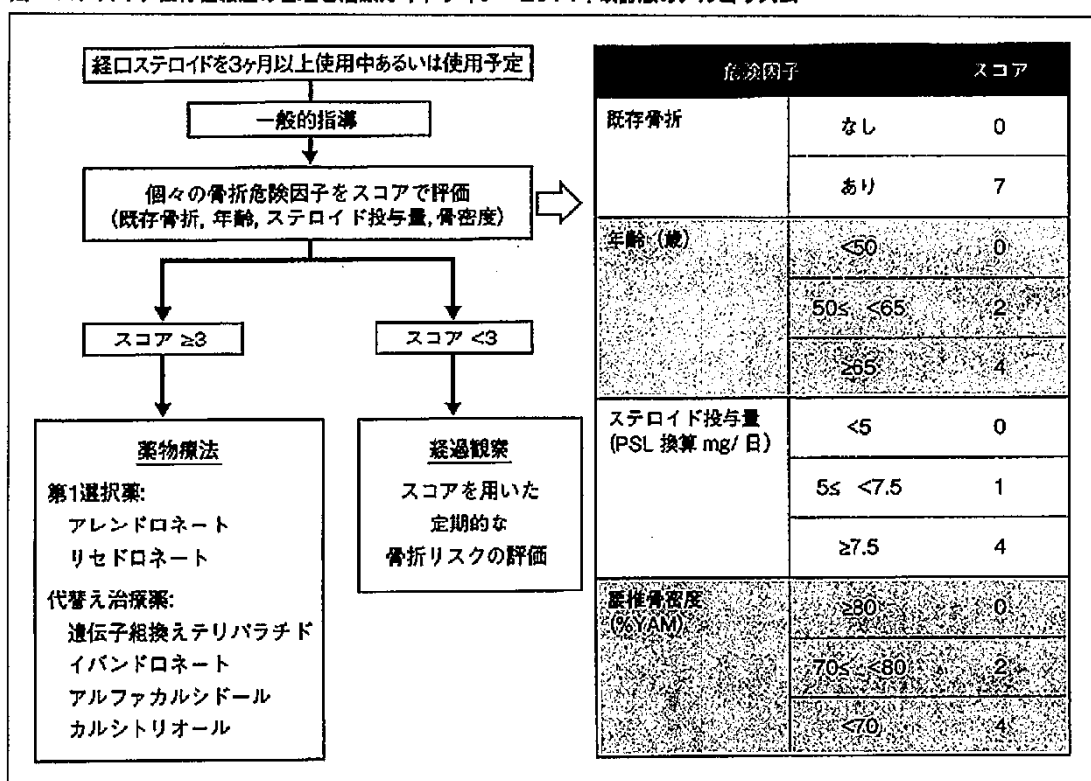 経口ステロイドを3ヶ月以上使用中あるいは使用予定
一般的指導
個々の骨折危険因子をスコアで評価
(既存骨折, 年齢, ステロイド投与量, 骨密度)
スコア ≥3
スコア <3
薬物療法
第1選択薬:
アレンドロネート
リセドロネート
代替え治療薬:
遺伝子組換えテリパラチド
イバンドロネート
アルファカルシドール
カルシトリオール
経過観察
スコアを用いた
定期的な
骨折リスクの評価
危険因子 スコア
既存骨折 なし 0
あり 7
年齢 (歳) <50 0
50≤ <65 2
≥65 4
ステロイド投与量 <5 0
(PSL 換算 mg/ 日)
5≤ <7.5 1
≥7.5 4
腰椎骨密度 ≥80 0
(%YAM)
70≤ <80 2
<70 4